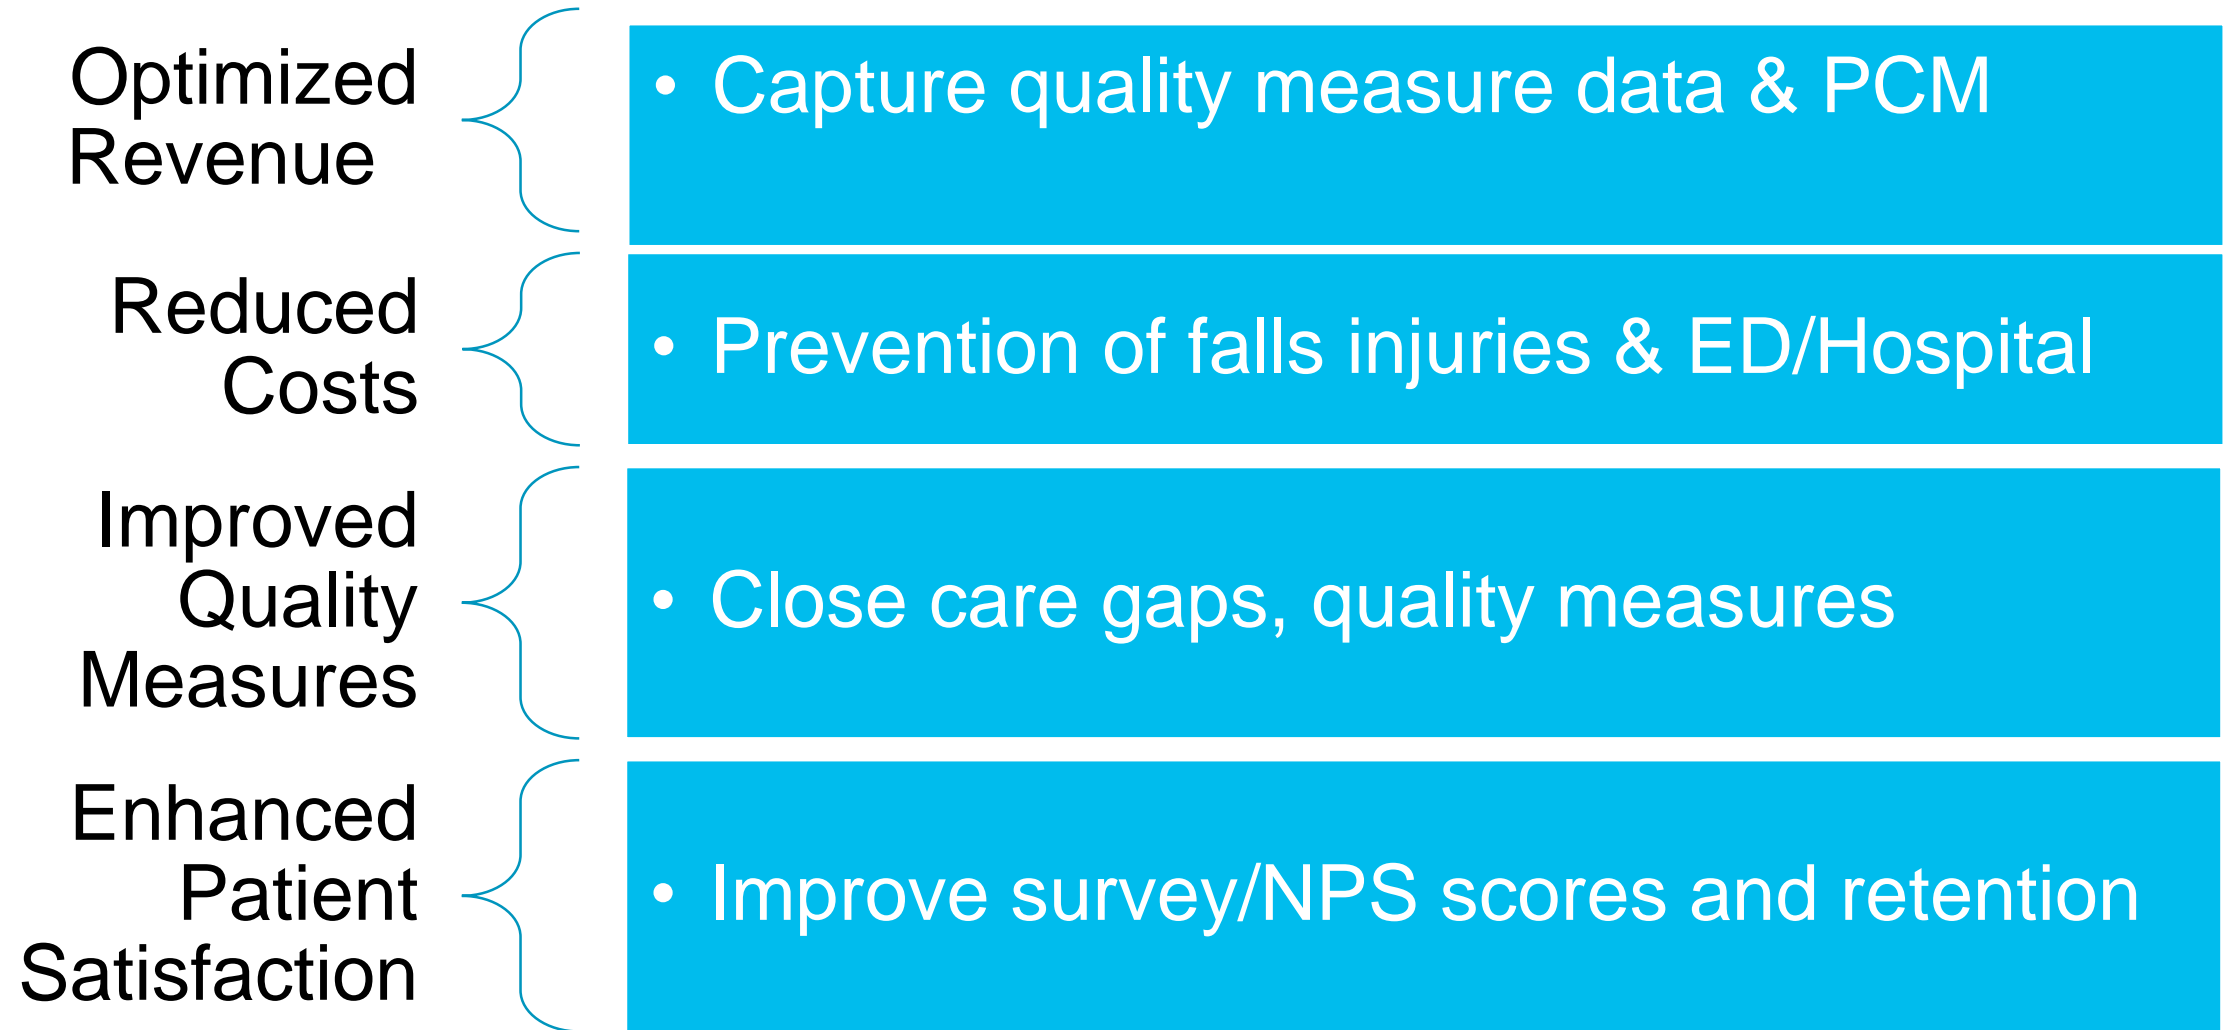 Optimized
Revenue
• Capture quality measure data & PCM
Reduced
Costs
• Prevention of falls injuries & ED/Hospital
Improved
Quality
Measures
• Close care gaps, quality measures
Enhanced
Patient
Satisfaction
• Improve survey/NPS scores and retention